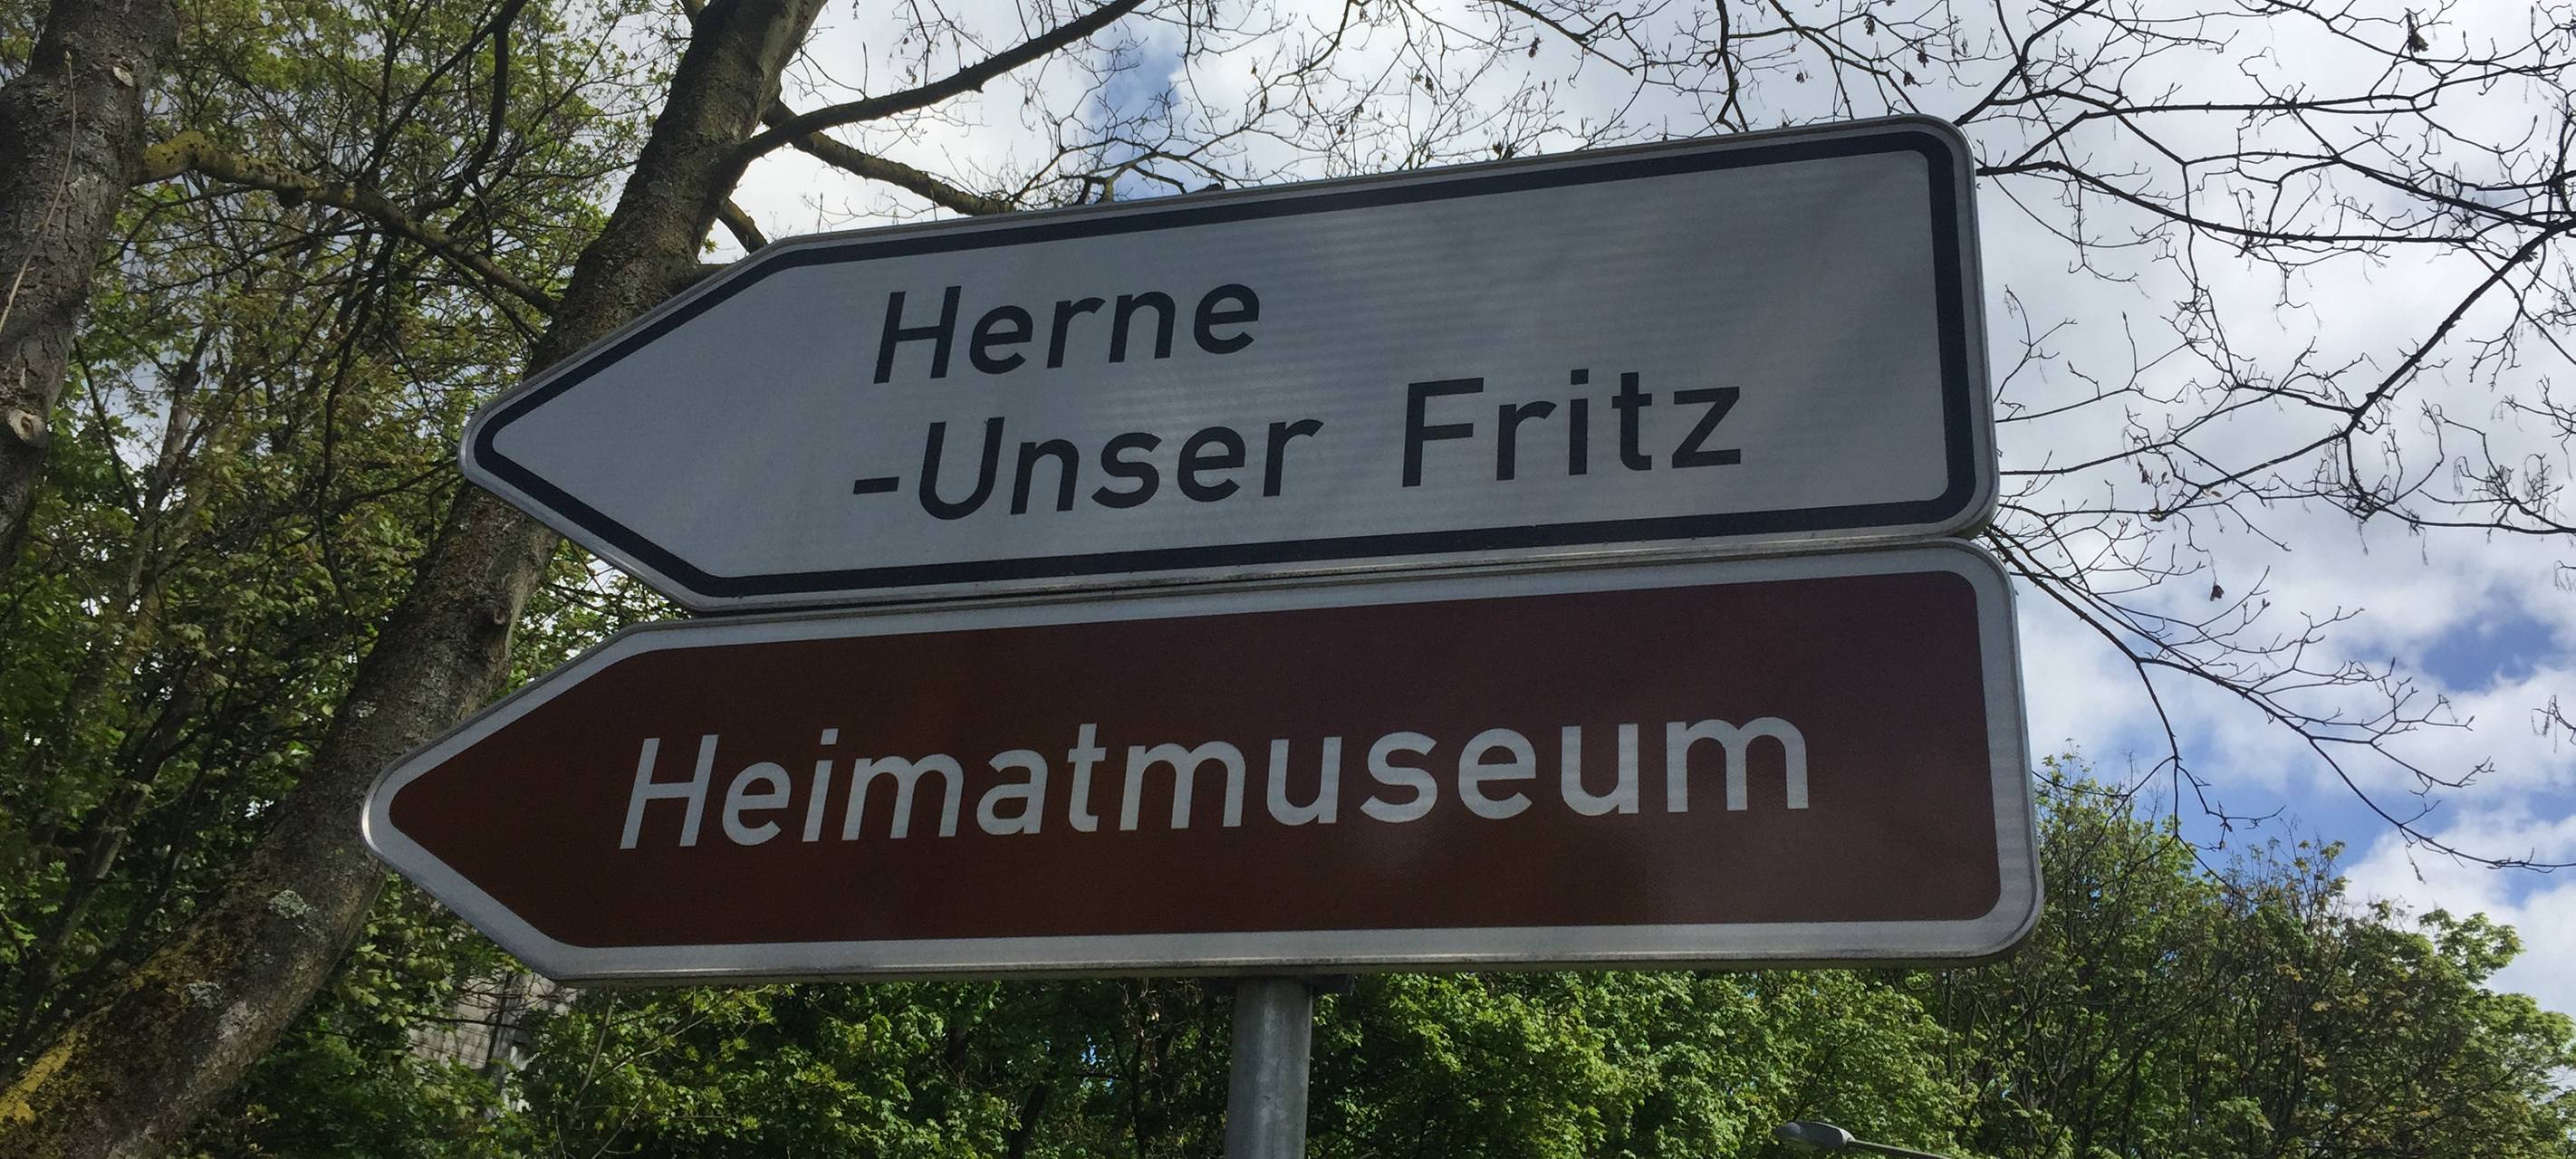 Herne
-Unser Fritz
Heimatmuseum